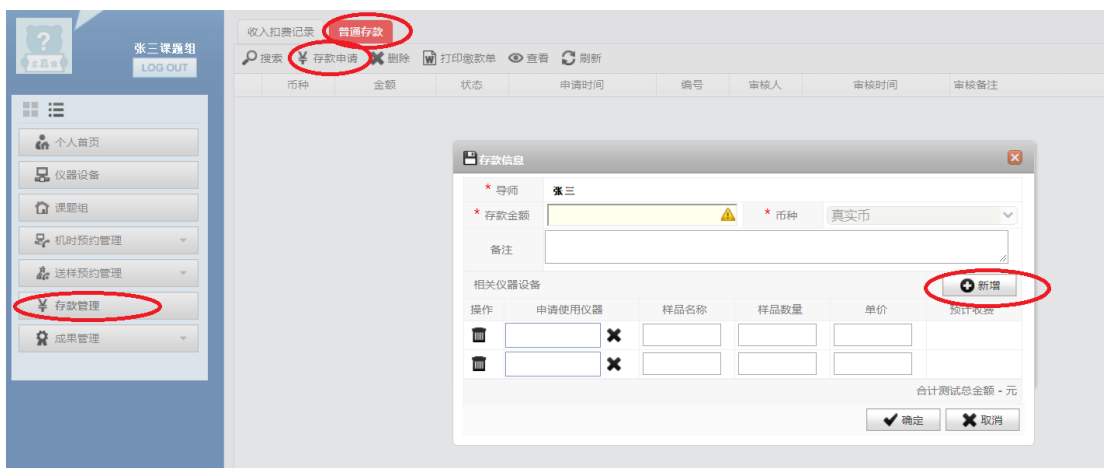 张三课题组
LOG OUT
个人首页
仪器设备
课题组
机时预约管理
送样预约管理
¥ 存款管理
成果管理
收入扣费记录 普通存款
搜索 ¥ 存款申请 删除 打印缴款单 查看 刷新
币种 金额 状态 申请时间 编号 审核人 审核时间 审核备注
存款信息
* 导师 张三
* 存款金额 * 币种 真实币
备注
相关仪器设备 新增
操作 申请使用仪器 样品名称 样品数量 单价 预计收费
合计测试总金额 - 元
确定 取消